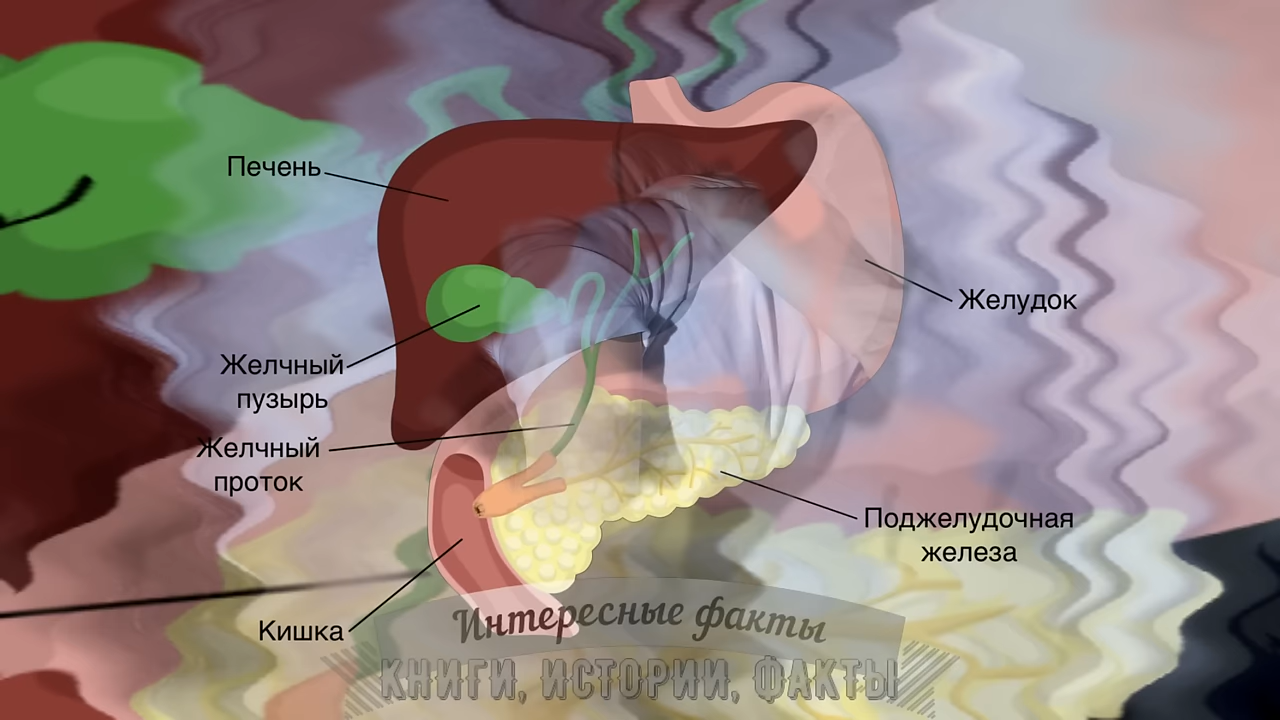 Печень
Желудок
Желчный
пузырь
Желчный
проток
Поджелудочная
железа
Кишка
Интересные факты
КНИГИ, ИСТОРИИ, ФАКТЫ